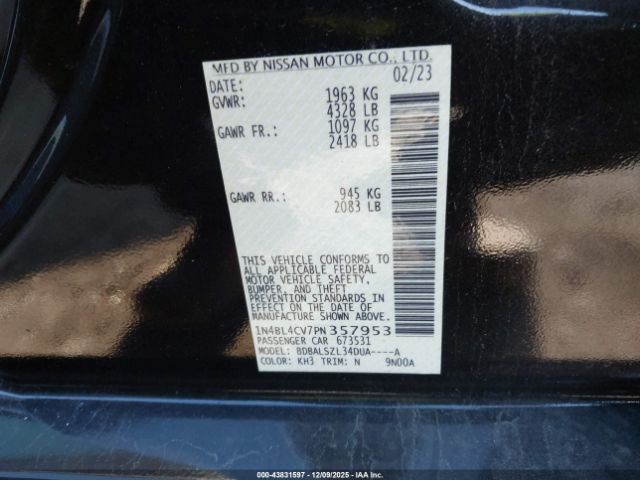 MFD BY NISSAN MOTOR CO., LTD.
DATE: 02/23
GVWR: 1963 KG
4328 LB
GAWR FR.: 1097 KG
2418 LB
GAWR RR.: 945 KG
2083 LB
THIS VEHICLE CONFORMS TO
ALL APPLICABLE FEDERAL
MOTOR VEHICLE SAFETY,
BUMPER, AND THEFT
PREVENTION STANDARDS IN EFFECT ON THE DATE OF
MANUFACTURE SHOWN ABOVE.
1N4BL4CV7PN357953
PASSENGER CAR 673531
MODEL: BDBALSZL34DUA----A
COLOR: KH3 TRIM: N 9N00A
000-43831597 - 12/09/2025 - IAAI.COM